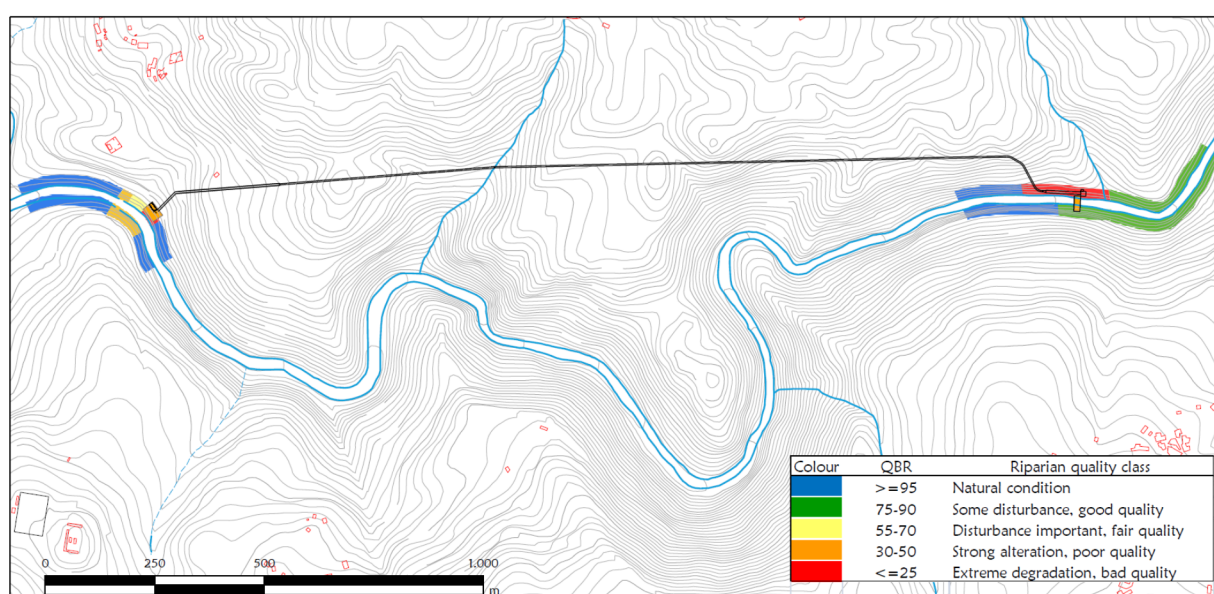 Colour QBR Riparian quality class
>=95 Natural condition
75-90 Some disturbance, good quality
55-70 Disturbance important, fair quality
30-50 Strong alteration, poor quality
<=25 Extreme degradation, bad quality
0 250 500 1.000
m